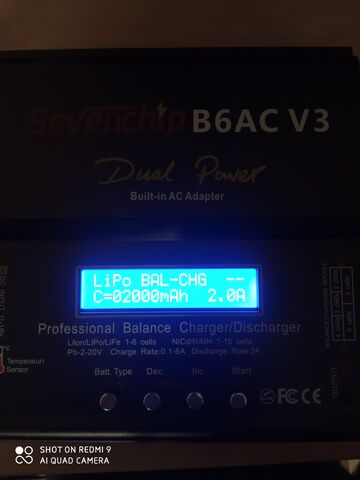 Sevenchip B6AC V3
Dual Power
Built-in AC Adapter
LiPo BAL-CHG --
C=02000mAh 2.0A
Professional Balance Charger/Discharger
LiIon/LiPo/LiFe 1-6 cells NiCd/NiMH 1-15 cells
Pb-2-20V Charge Rate:0.1-6A Discharge Rate:2A
Temperaturt
Sensor
Batt. Type Dec. Inc. Start
FCC
SHOT ON REDMI 9
AI QUAD CAMERA